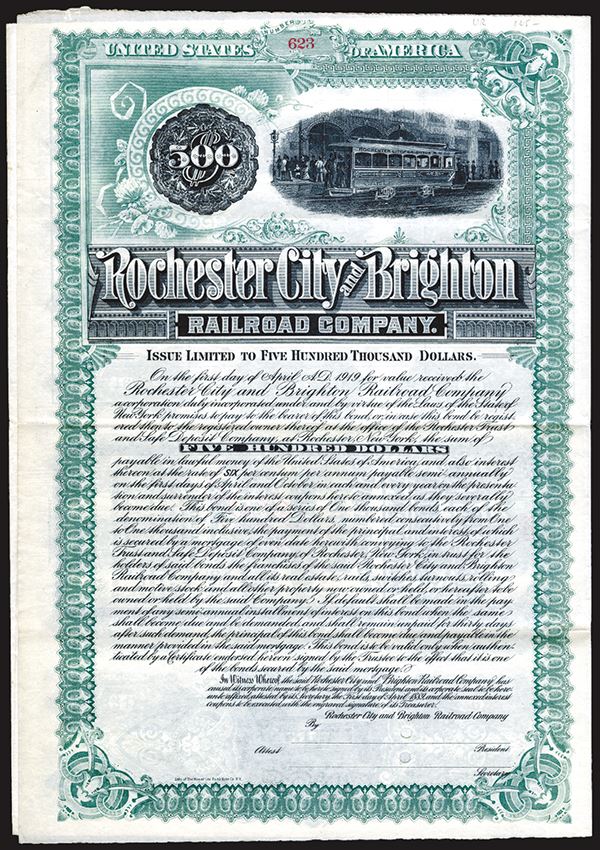 UR 125-
NUMBER
623
UNITED STATES OF AMERICA
500
ROCHESTER
Rochester City and Brighton
RAILROAD COMPANY.
ISSUE LIMITED TO FIVE HUNDRED THOUSAND DOLLARS.
On the first day of April A.D. 1919 for value received the
Rochester City and Brighton Railroad Company
a corporation duly incorporated under and by virtue of the Laws of the State of
New York promises to pay to the bearer of this bond, or in case this bond be regist-
ered then to the registered owner thereof at the office of the Rochester Trust
and Safe Deposit Company, at Rochester, New York, the sum of
FIVE HUNDRED DOLLARS
payable in lawful money of the United States of America and also interest
thereon at the rate of SIX per centum per annum payable semi-annually
on the first days of April and October in each and every year on the presenta-
tion and surrender of the interest coupons hereto annexed as they severally
become due. This bond is one of a series of One thousand bonds, each of the
denomination of Five hundred Dollars, numbered consecutively from One
to One thousand inclusive, the payment of the principal and interest of which
is secured by a mortgage of even date herewith conveying to the Rochester
Trust and Safe Deposit Company of Rochester, New York, in trust for the
holders of said bonds the franchises of the said Rochester City and Brighton
Railroad Company and all its real estate, rails, switches, turnouts, rolling
and motive stock and all other property now owned or held, or hereafter to be
owned or held by the said Company. If default shall be made in the pay-
ment of any semi-annual installment of interest on this bond when the same
shall become due and be demanded, and shall remain unpaid for thirty days
after such demand, the principal of this bond shall become due and payable in the
manner provided in the said mortgage. This bond is to be valid only when authen-
ticated by a Certificate endorsed hereon signed by the Trustee to the effect that it is one
of the bonds secured by the said mortgage.
In Witness Whereof, the said Rochester City and Brighton Railroad Company has
caused its corporate name to be hereto signed by its President and its corporate seal to be here-
unto affixed and attested by its Secretary the first day of April 1889, and the annexed interest
coupons to be executed with the engraved signature of its Treasurer.
Rochester City and Brighton Railroad Company
By
Attest President
Secretary